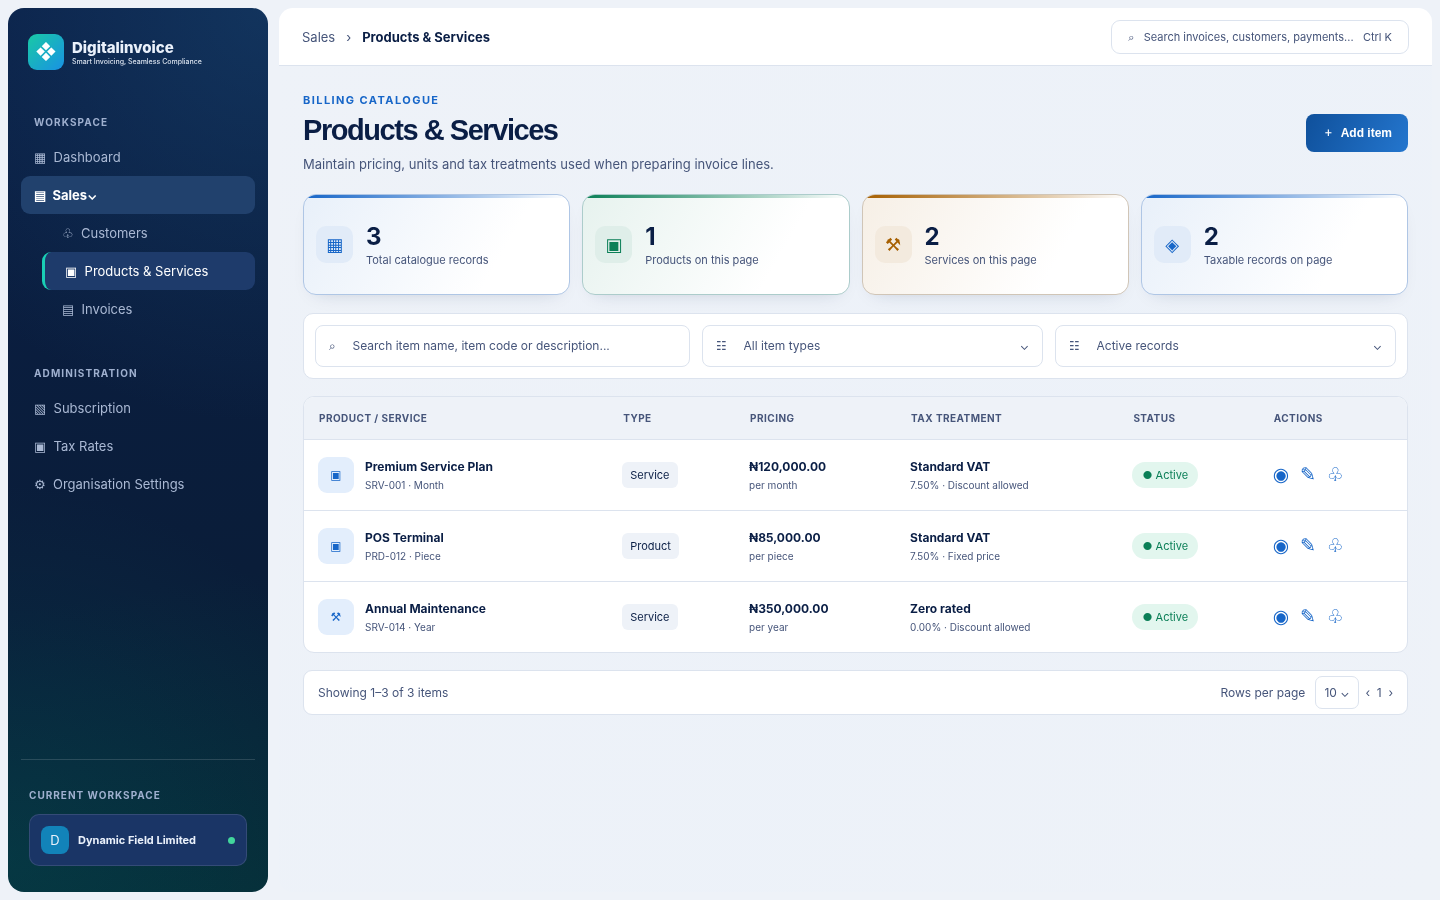 Digitalinvoice
Smart Invoicing, Seamless Compliance
WORKSPACE
Dashboard
Sales
Customers
Products & Services
Invoices
ADMINISTRATION
Subscription
Tax Rates
Organisation Settings
CURRENT WORKSPACE
D Dynamic Field Limited
Sales › Products & Services
Search invoices, customers, payments... Ctrl K
BILLING CATALOGUE
Products & Services
Maintain pricing, units and tax treatments used when preparing invoice lines.
+ Add item
3
Total catalogue records
1
Products on this page
2
Services on this page
2
Taxable records on page
Search item name, item code or description...
All item types
Active records
PRODUCT / SERVICE TYPE PRICING TAX TREATMENT STATUS ACTIONS
Premium Service Plan Service ₦120,000.00 Standard VAT Active
SRV-001 · Month per month 7.50% · Discount allowed
POS Terminal Product ₦85,000.00 Standard VAT Active
PRD-012 · Piece per piece 7.50% · Fixed price
Annual Maintenance Service ₦350,000.00 Zero rated Active
SRV-014 · Year per year 0.00% · Discount allowed
Showing 1–3 of 3 items
Rows per page 10 ‹ 1 ›